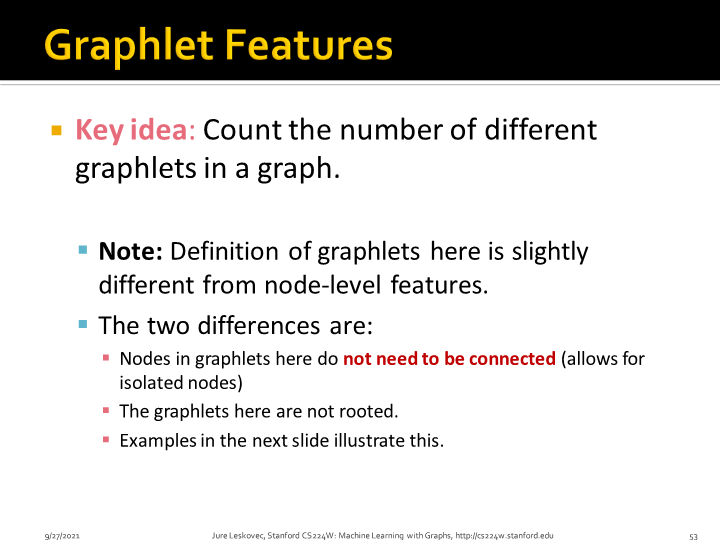 Graphlet Features
Key idea: Count the number of different
graphlets in a graph.
Note: Definition of graphlets here is slightly
different from node-level features.
The two differences are:
Nodes in graphlets here do not need to be connected (allows for
isolated nodes)
The graphlets here are not rooted.
Examples in the next slide illustrate this.
9/27/2021 Jure Leskovec, Stanford CS224W: Machine Learning with Graphs, http://cs224w.stanford.edu 53